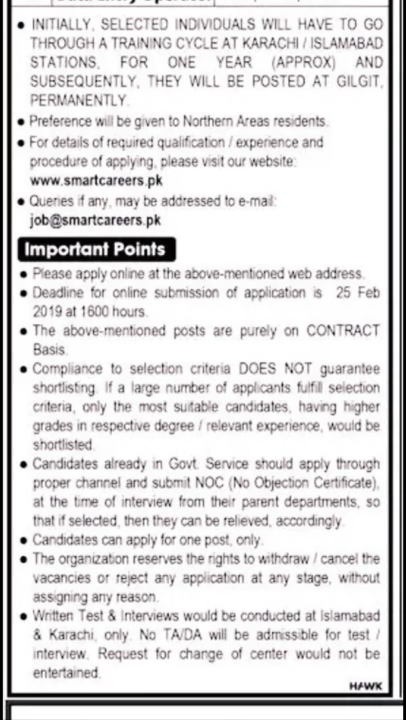 • INITIALLY, SELECTED INDIVIDUALS WILL HAVE TO GO
THROUGH A TRAINING CYCLE AT KARACHI / ISLAMABAD
STATIONS, FOR ONE YEAR (APPROX) AND
SUBSEQUENTLY, THEY WILL BE POSTED AT GILGIT,
PERMANENTLY.
• Preference will be given to Northern Areas residents.
• For details of required qualification / experience and
procedure of applying, please visit our website:
www.smartcareers.pk
• Queries if any, may be addressed to e-mail:
job@smartcareers.pk
Important Points
• Please apply online at the above-mentioned web address.
• Deadline for online submission of application is 25 Feb
2019 at 1600 hours.
• The above-mentioned posts are purely on CONTRACT
Basis.
• Compliance to selection criteria DOES NOT guarantee
shortlisting. If a large number of applicants fulfill selection
criteria, only the most suitable candidates, having higher
grades in respective degree / relevant experience, would be
shortlisted.
• Candidates already in Govt. Service should apply through
proper channel and submit NOC (No Objection Certificate),
at the time of interview from their parent departments, so
that if selected, then they can be relieved, accordingly.
• Candidates can apply for one post, only.
• The organization reserves the rights to withdraw / cancel the
vacancies or reject any application at any stage, without
assigning any reason.
• Written Test & Interviews would be conducted at Islamabad
& Karachi, only. No TA/DA will be admissible for test /
interview. Request for change of center would not be
entertained.
HAWK